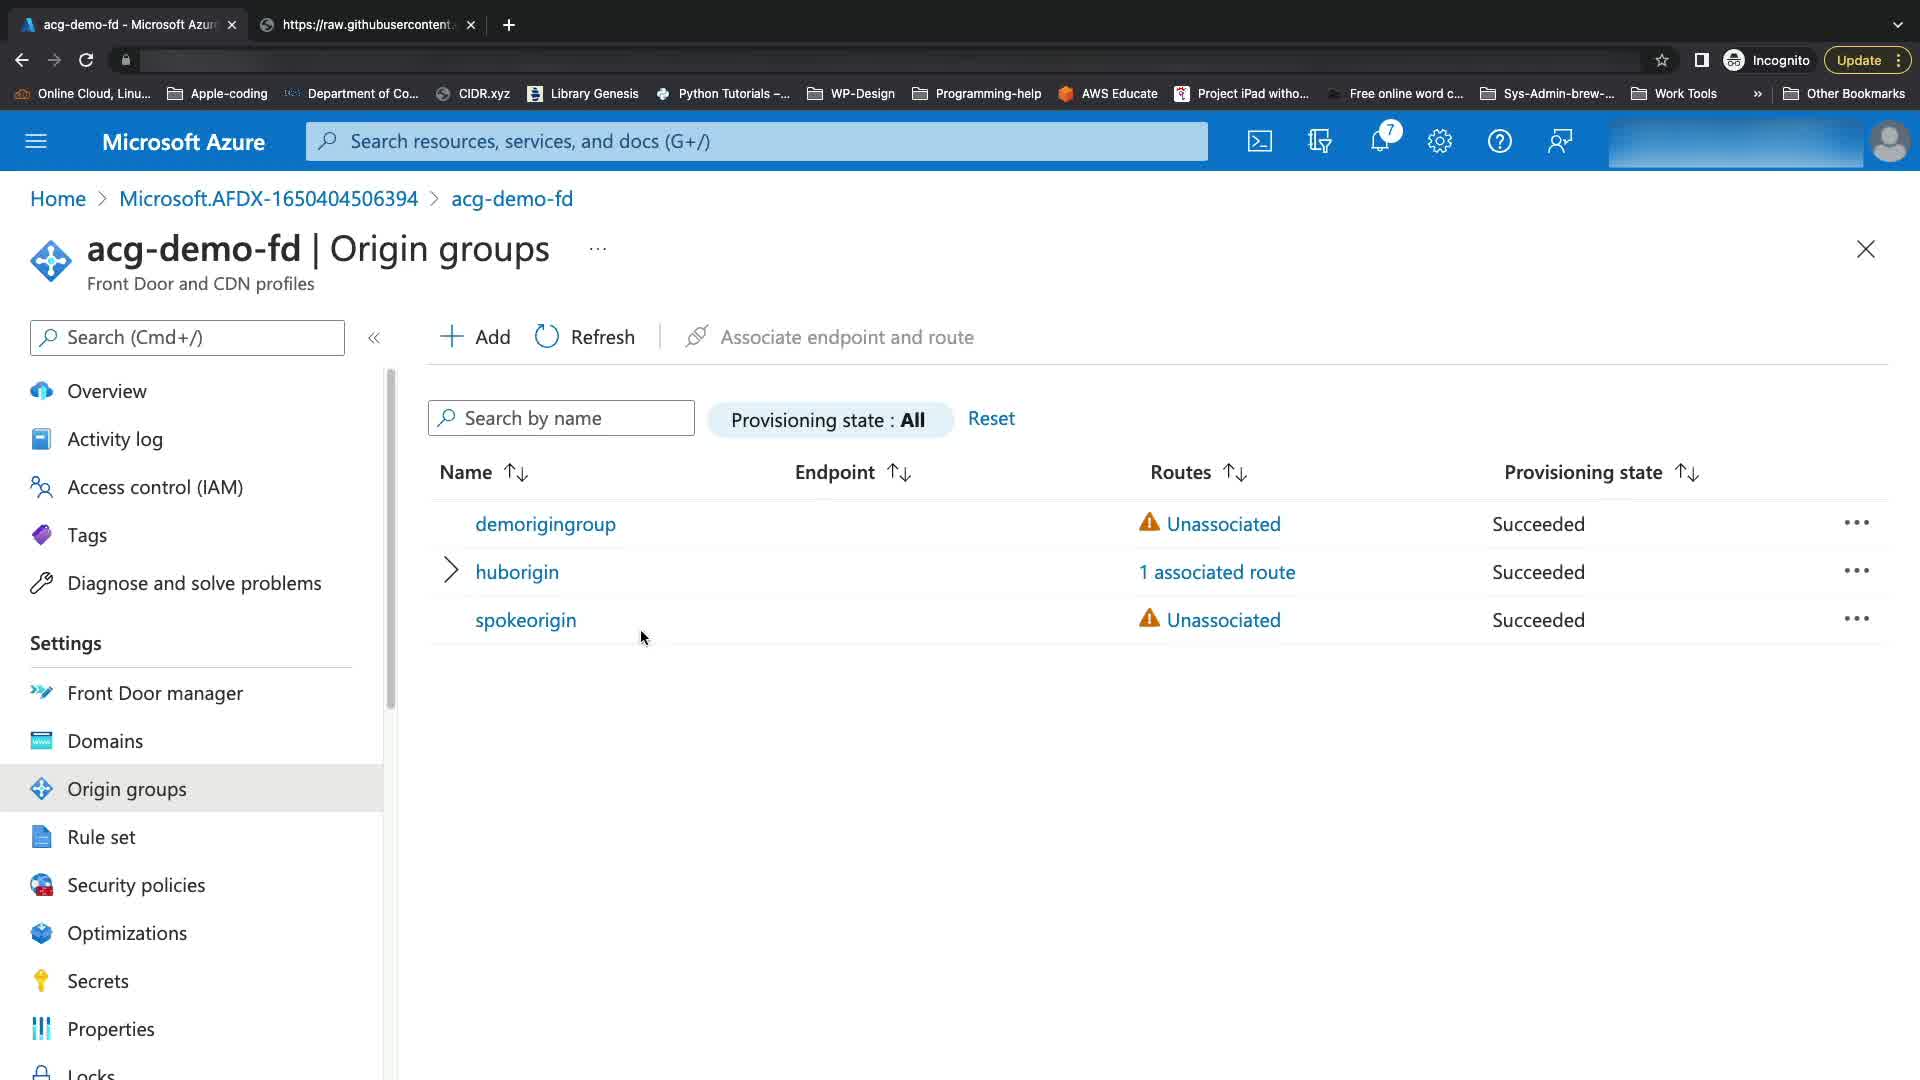 acg-demo-fd - Microsoft Azur
https://raw.githubusercontent.
Incognito
Update
Online Cloud, Linu...
Apple-coding
Department of Co...
CIDR.xyz
Library Genesis
Python Tutorials –...
WP-Design
Programming-help
AWS Educate
Project iPad witho...
Free online word c...
Sys-Admin-brew-...
Work Tools
»
Other Bookmarks
Microsoft Azure
Search resources, services, and docs (G+/)
7
Home > Microsoft.AFDX-1650404506394 > acg-demo-fd
acg-demo-fd | Origin groups ...
Front Door and CDN profiles
Search (Cmd+/)
«
Add
Refresh
Associate endpoint and route
Overview
Activity log
Access control (IAM)
Tags
Diagnose and solve problems
Settings
Front Door manager
Domains
Origin groups
Rule set
Security policies
Optimizations
Secrets
Properties
Locks
Search by name
Provisioning state : All
Reset
Name Endpoint Routes Provisioning state
demorigingroup Unassociated Succeeded
huborigin 1 associated route Succeeded
spokeorigin Unassociated Succeeded